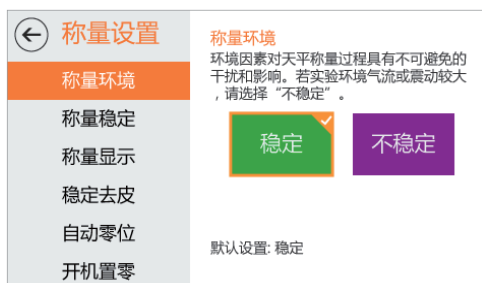 称量设置
称量环境
称量稳定
称量显示
稳定去皮
自动零位
开机置零
称量环境
环境因素对天平称量过程具有不可避免的
干扰和影响。若实验环境气流或震动较大
，请选择“不稳定”。
稳定
不稳定
默认设置: 稳定